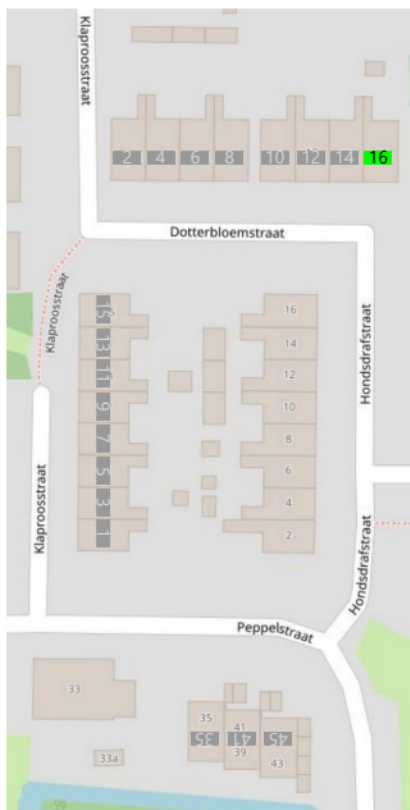 Klaproosstraat
2 4 6 8 10 12 14 16
Dotterbloemstraat
Klaproosstraat
Hondsdrafstraat
15 16
13 14
11 12
9 10
7 8
5 6
3 4
1 2
Klaproosstraat
Hondsdrafstraat
Peppelstraat
33
35 41
35 41 45
39 43
33a